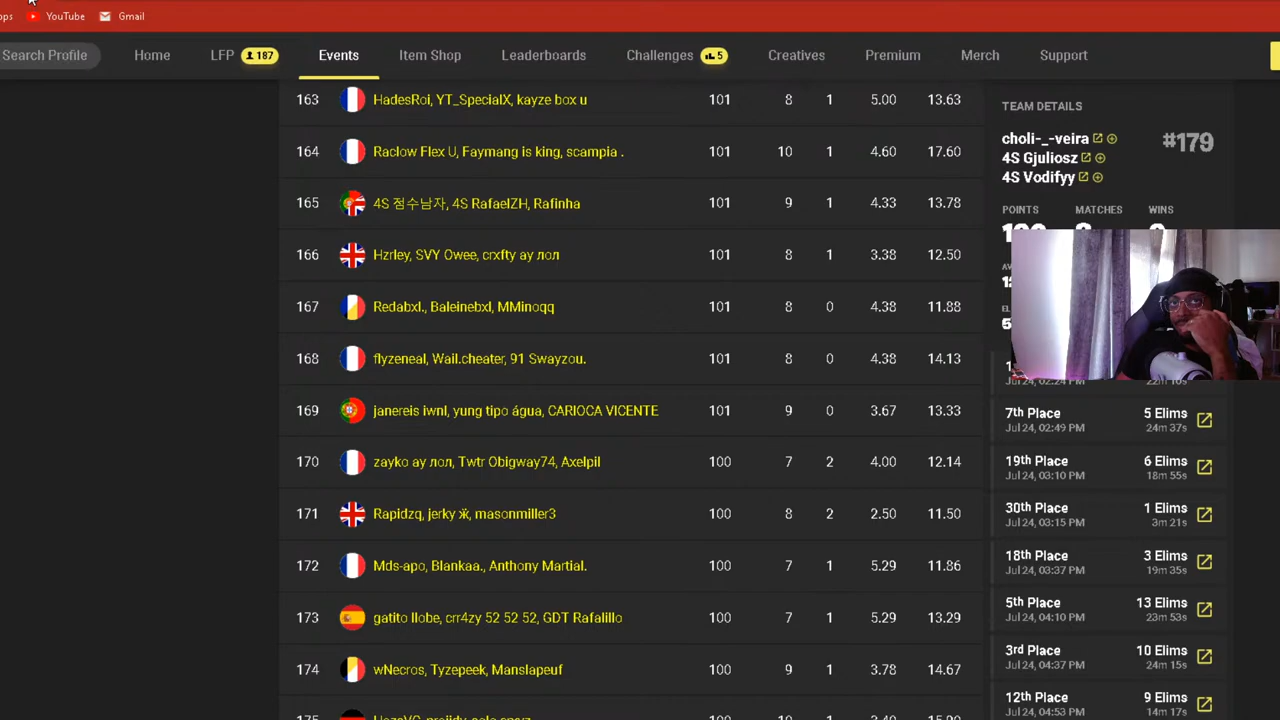 YouTube Gmail
Search Profile Home LFP 187 Events Item Shop Leaderboards Challenges 5 Creatives Premium Merch Support
163 HadesRoi, YT_SpecialX, kayze box u 101 8 1 5.00 13.63
164 Raclow Flex U, Faymang is king, scampia . 101 10 1 4.60 17.60
165 4S 점수남자, 4S RafaelZH, Rafinha 101 9 1 4.33 13.78
166 Hzrley, SVY Owee, crxfty ау лол 101 8 1 3.38 12.50
167 Redabxl., Baleinebxl, MMinoqq 101 8 0 4.38 11.88
168 flyzeneal, Wail.cheater, 91 Swayzou. 101 8 0 4.38 14.13
169 janereis iwnl, yung tipo água, CARIOCA VICENTE 101 9 0 3.67 13.33
170 zayko ау лол, Twtr Obigway74, Axelpil 100 7 2 4.00 12.14
171 Rapidzq, jerky ӝ, masonmiller3 100 8 2 2.50 11.50
172 Mds-apo, Blankaa., Anthony Martial. 100 7 1 5.29 11.86
173 gatito llobe, crr4zy 52 52 52, GDT Rafalillo 100 7 1 5.29 13.29
174 wNecros, Tyzepeek, Manslapeuf 100 9 1 3.78 14.67
TEAM DETAILS
choli-_-veira #179
4S Gjuliosz
4S Vodifyy
POINTS MATCHES WINS
7th Place 5 Elims
Jul 24, 02:49 PM 24m 37s
19th Place 6 Elims
Jul 24, 03:10 PM 18m 55s
30th Place 1 Elims
Jul 24, 03:15 PM 3m 21s
18th Place 3 Elims
Jul 24, 03:37 PM 19m 35s
5th Place 13 Elims
Jul 24, 04:10 PM 23m 53s
3rd Place 10 Elims
Jul 24, 04:37 PM 24m 15s
12th Place 9 Elims
Jul 24, 04:53 PM 14m 17s